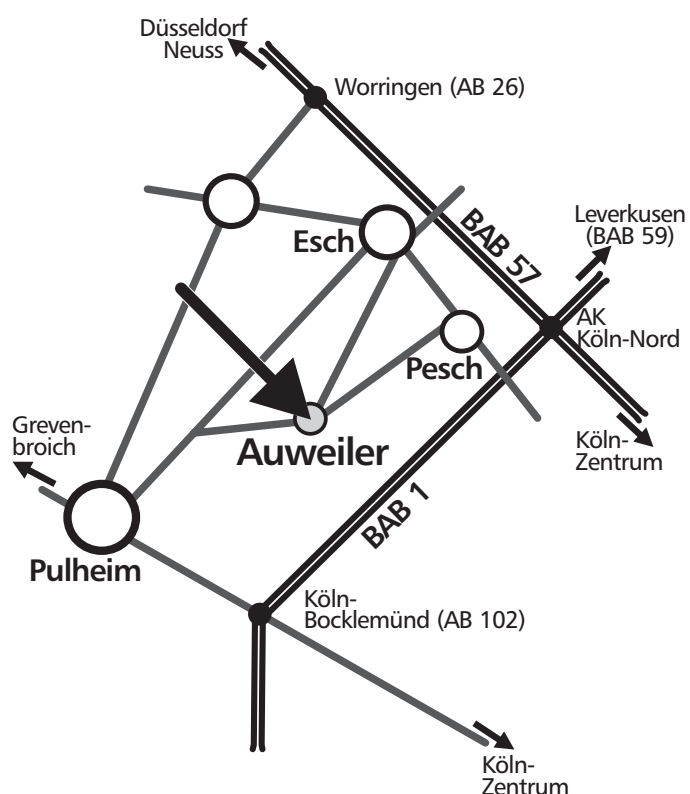 Düsseldorf
Neuss
Worringen (AB 26)
Esch
BAB 57
Leverkusen
(BAB 59)
AK
Köln-Nord
Pesch
Köln-
Zentrum
Greven-
broich
Auweiler
BAB 1
Pulheim
Köln-
Bocklemünd (AB 102)
Köln-
Zentrum